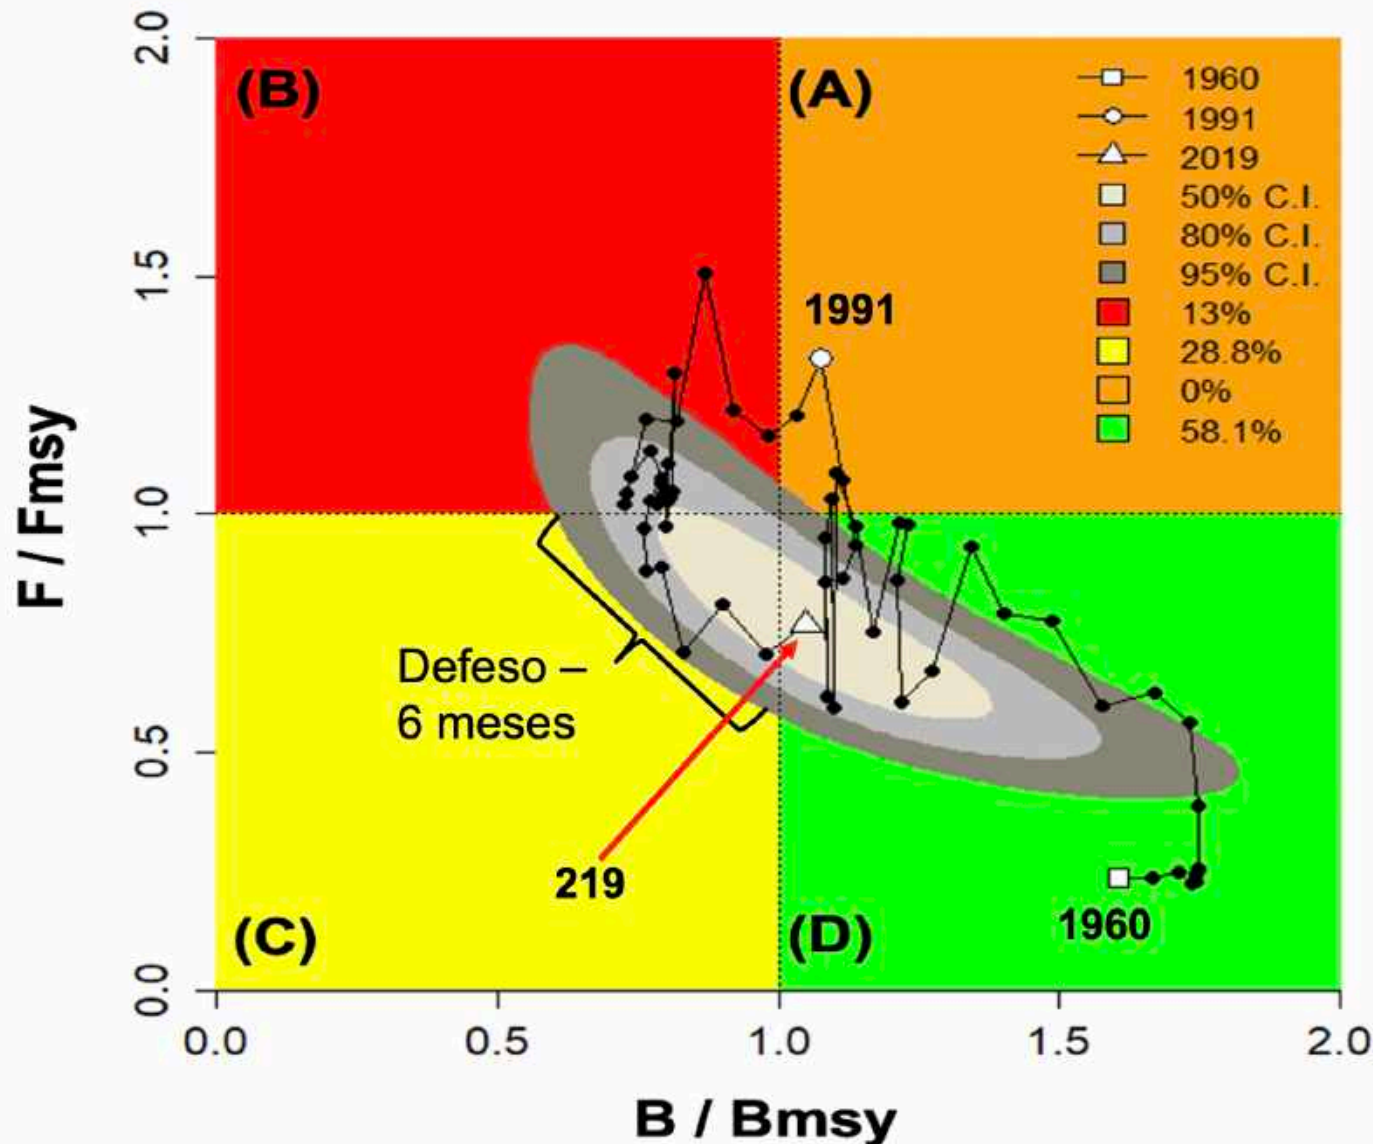 2.0
1.5
1.0
0.5
0.0
F / Fmsy
(B)
(A)
1960
1991
2019
50% C.I.
80% C.I.
95% C.I.
13%
28.8%
0%
58.1%
1991
Defeso –
6 meses
219
1960
(C)
(D)
0.0
0.5
1.0
1.5
2.0
B / Bmsy